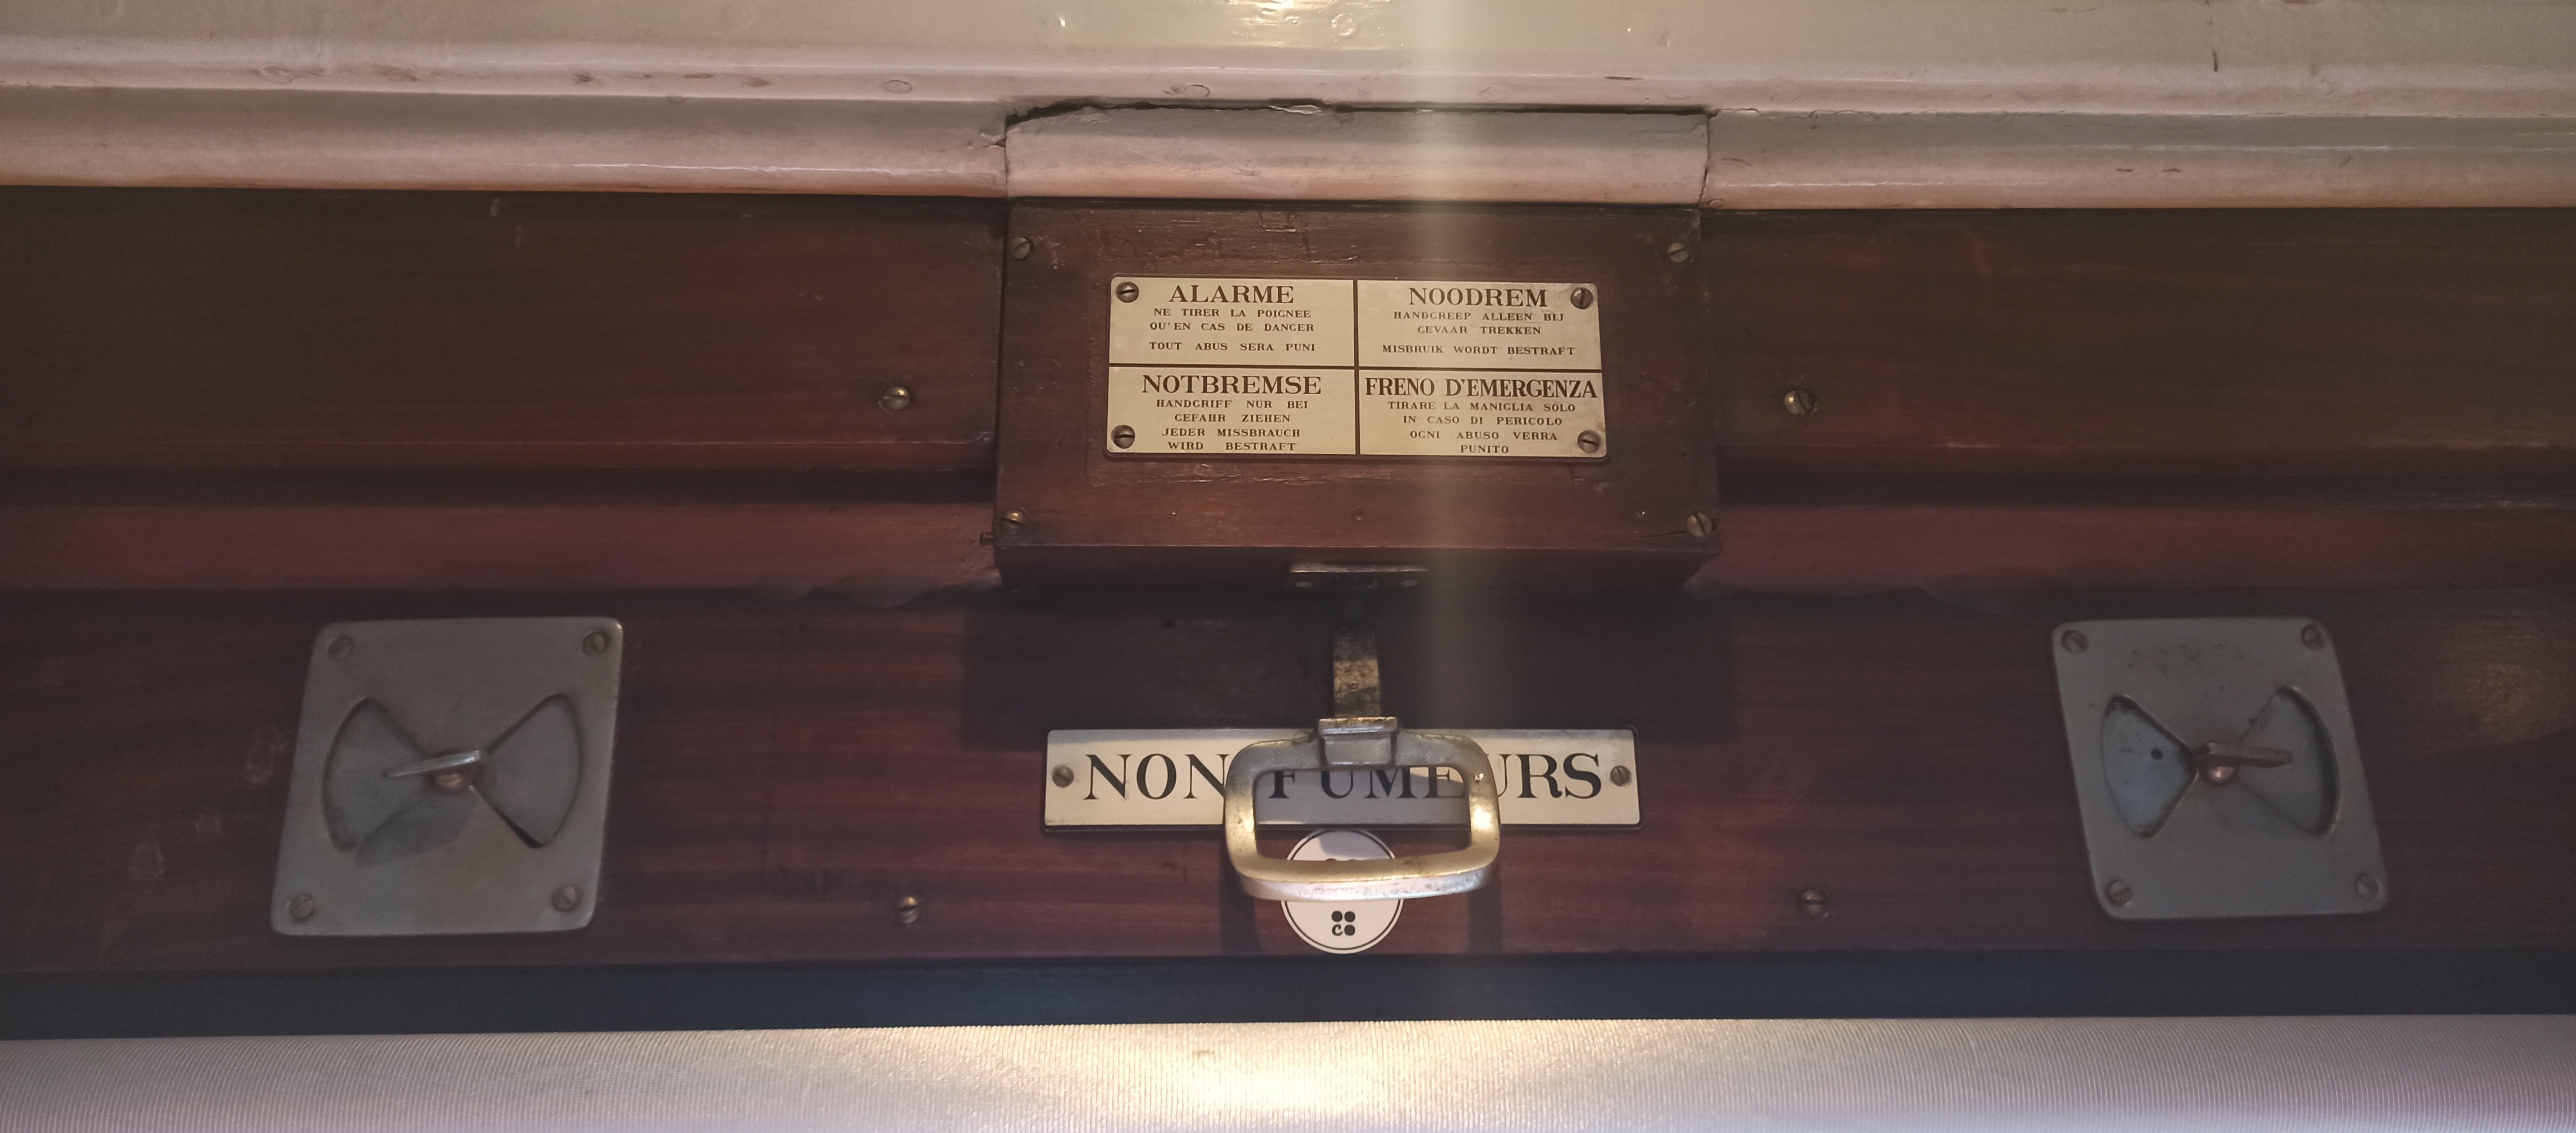 ALARME
NE TIRER LA POIGNEE
QU'EN CAS DE DANGER
TOUT ABUS SERA PUNI
NOODREM
HANDGREEP ALLEEN BIJ
GEVAAR TREKKEN
MISBRUIK WORDT BESTRAFT
NOTBREMSE
HANDGRIFF NUR BEI
GEFAHR ZIEHEN
JEDER MISSBRAUCH
WIRD BESTRAFT
FRENO D'EMERGENZA
TIRARE LA MANIGLIA SOLO
IN CASO DI PERICOLO
OGNI ABUSO VERRA
PUNITO
NON FUMEURS